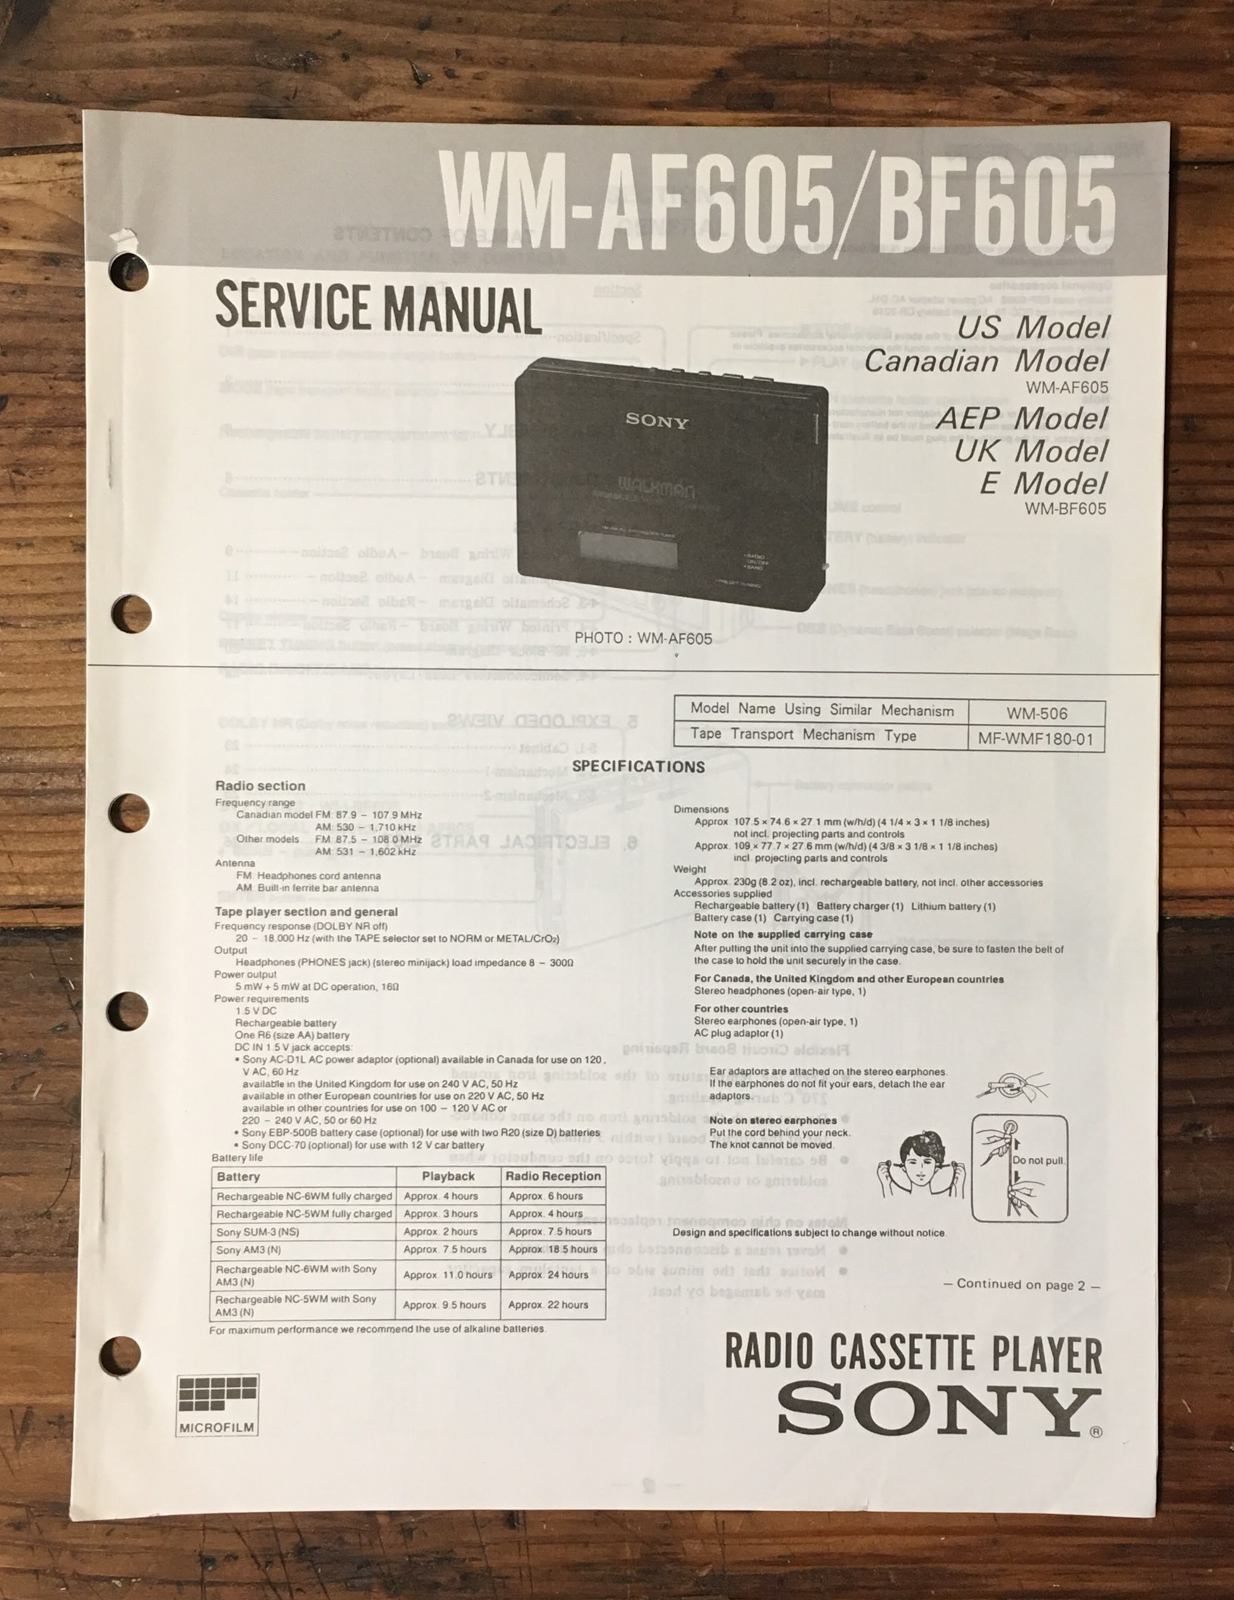 WM-AF605/BF605
SERVICE MANUAL
US Model
Canadian Model
WM-AF605
AEP Model
UK Model
E Model
WM-BF605
SONY
WALKMAN
PHOTO : WM-AF605
Model Name Using Similar Mechanism WM-506
Tape Transport Mechanism Type MF-WMF180-01
SPECIFICATIONS
Radio section
Frequency range
Canadian model FM: 87.9 – 107.9 MHz
AM: 530 – 1,710 kHz
Other models FM: 87.5 – 108.0 MHz
AM: 531 – 1,602 kHz
Antenna
FM: Headphones cord antenna
AM: Built-in ferrite bar antenna
Tape player section and general
Frequency response (DOLBY NR off)
20 – 18,000 Hz (with the TAPE selector set to NORM or METAL/CrO₂)
Output
Headphones (PHONES jack) (stereo minijack) load impedance 8 – 300Ω
Power output
5 mW + 5 mW at DC operation, 16Ω
Power requirements
1.5 V DC
Rechargeable battery
One R6 (size AA) battery
DC IN 1.5 V jack accepts:
• Sony AC-D1L AC power adaptor (optional) available in Canada for use on 120
V AC, 60 Hz
available in the United Kingdom for use on 240 V AC, 50 Hz
available in other European countries for use on 220 V AC, 50 Hz
available in other countries for use on 100 – 120 V AC or
220 – 240 V AC, 50 or 60 Hz
• Sony EBP-500B battery case (optional) for use with two R20 (size D) batteries
• Sony DCC-70 (optional) for use with 12 V car battery
Battery life
Battery Playback Radio Reception
Rechargeable NC-6WM fully charged Approx. 4 hours Approx. 6 hours
Rechargeable NC-5WM fully charged Approx. 3 hours Approx. 4 hours
Sony SUM-3 (NS) Approx. 2 hours Approx. 7.5 hours
Sony AM3 (N) Approx. 7.5 hours Approx. 18.5 hours
Rechargeable NC-6WM with Sony AM3 (N) Approx. 11.0 hours Approx. 24 hours
Rechargeable NC-5WM with Sony AM3 (N) Approx. 9.5 hours Approx. 22 hours
For maximum performance we recommend the use of alkaline batteries.
Dimensions
Approx. 107.5 × 74.6 × 27.1 mm (w/h/d) (4 1/4 × 3 × 1 1/8 inches)
not incl. projecting parts and controls
Approx. 109 × 77.7 × 27.6 mm (w/h/d) (4 3/8 × 3 1/8 × 1 1/8 inches)
incl. projecting parts and controls
Weight
Approx. 230g (8.2 oz), incl. rechargeable battery, not incl. other accessories
Accessories supplied
Rechargeable battery (1) Battery charger (1) Lithium battery (1)
Battery case (1) Carrying case (1)
Note on the supplied carrying case
After putting the unit into the supplied carrying case, be sure to fasten the belt of
the case to hold the unit securely in the case.
For Canada, the United Kingdom and other European countries
Stereo headphones (open-air type, 1)
For other countries
Stereo earphones (open-air type, 1)
AC plug adaptor (1)
Ear adaptors are attached on the stereo earphones.
If the earphones do not fit your ears, detach the ear
adaptors.
Note on stereo earphones
Put the cord behind your neck.
The knot cannot be moved.
Do not pull.
Design and specifications subject to change without notice.
– Continued on page 2 –
RADIO CASSETTE PLAYER
SONY®
MICROFILM